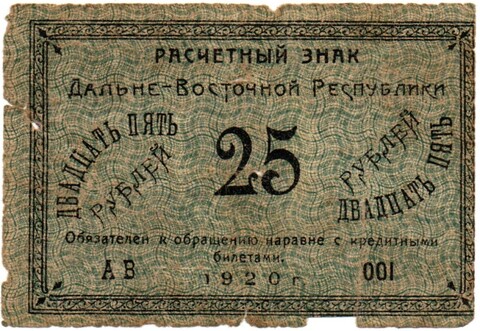 РАСЧЕТНЫЙ ЗНАК
ДАЛЬНЕ-ВОСТОЧНОЙ РЕСПУБЛИКИ
ДВАДЦАТЬ ПЯТЬ
РУБЛЕЙ
25
РУБЛЕЙ
ДВАДЦАТЬ ПЯТЬ
Обязателен к обращению наравне с кредитными
билетами.
АВ
1920 г.
001